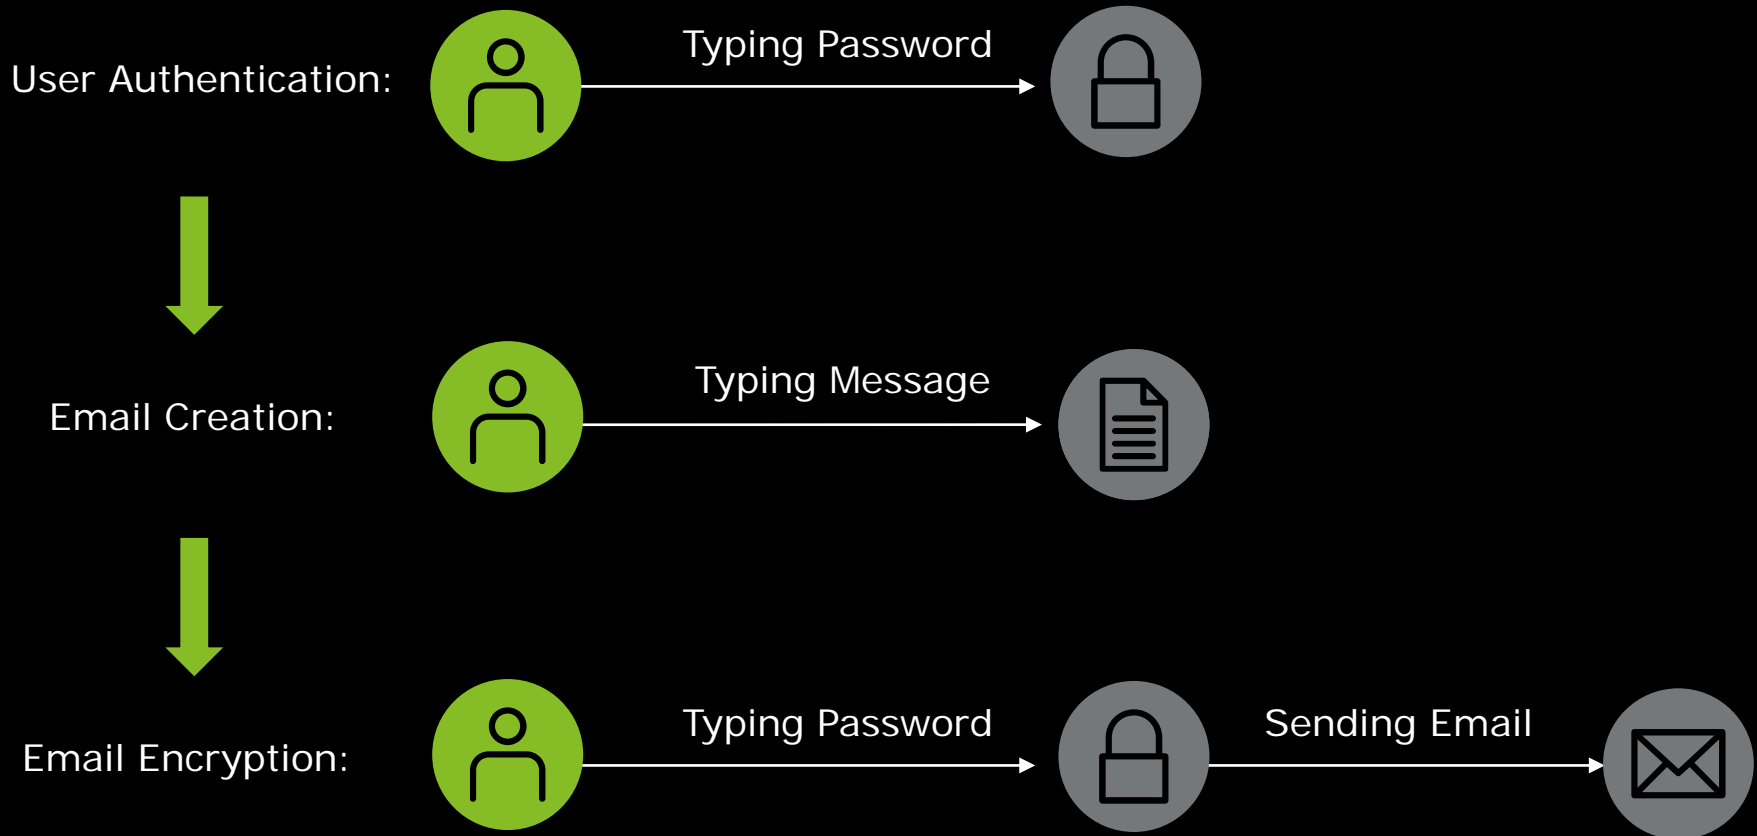 User Authentication:
Typing Password
Email Creation:
Typing Message
Email Encryption:
Typing Password
Sending Email